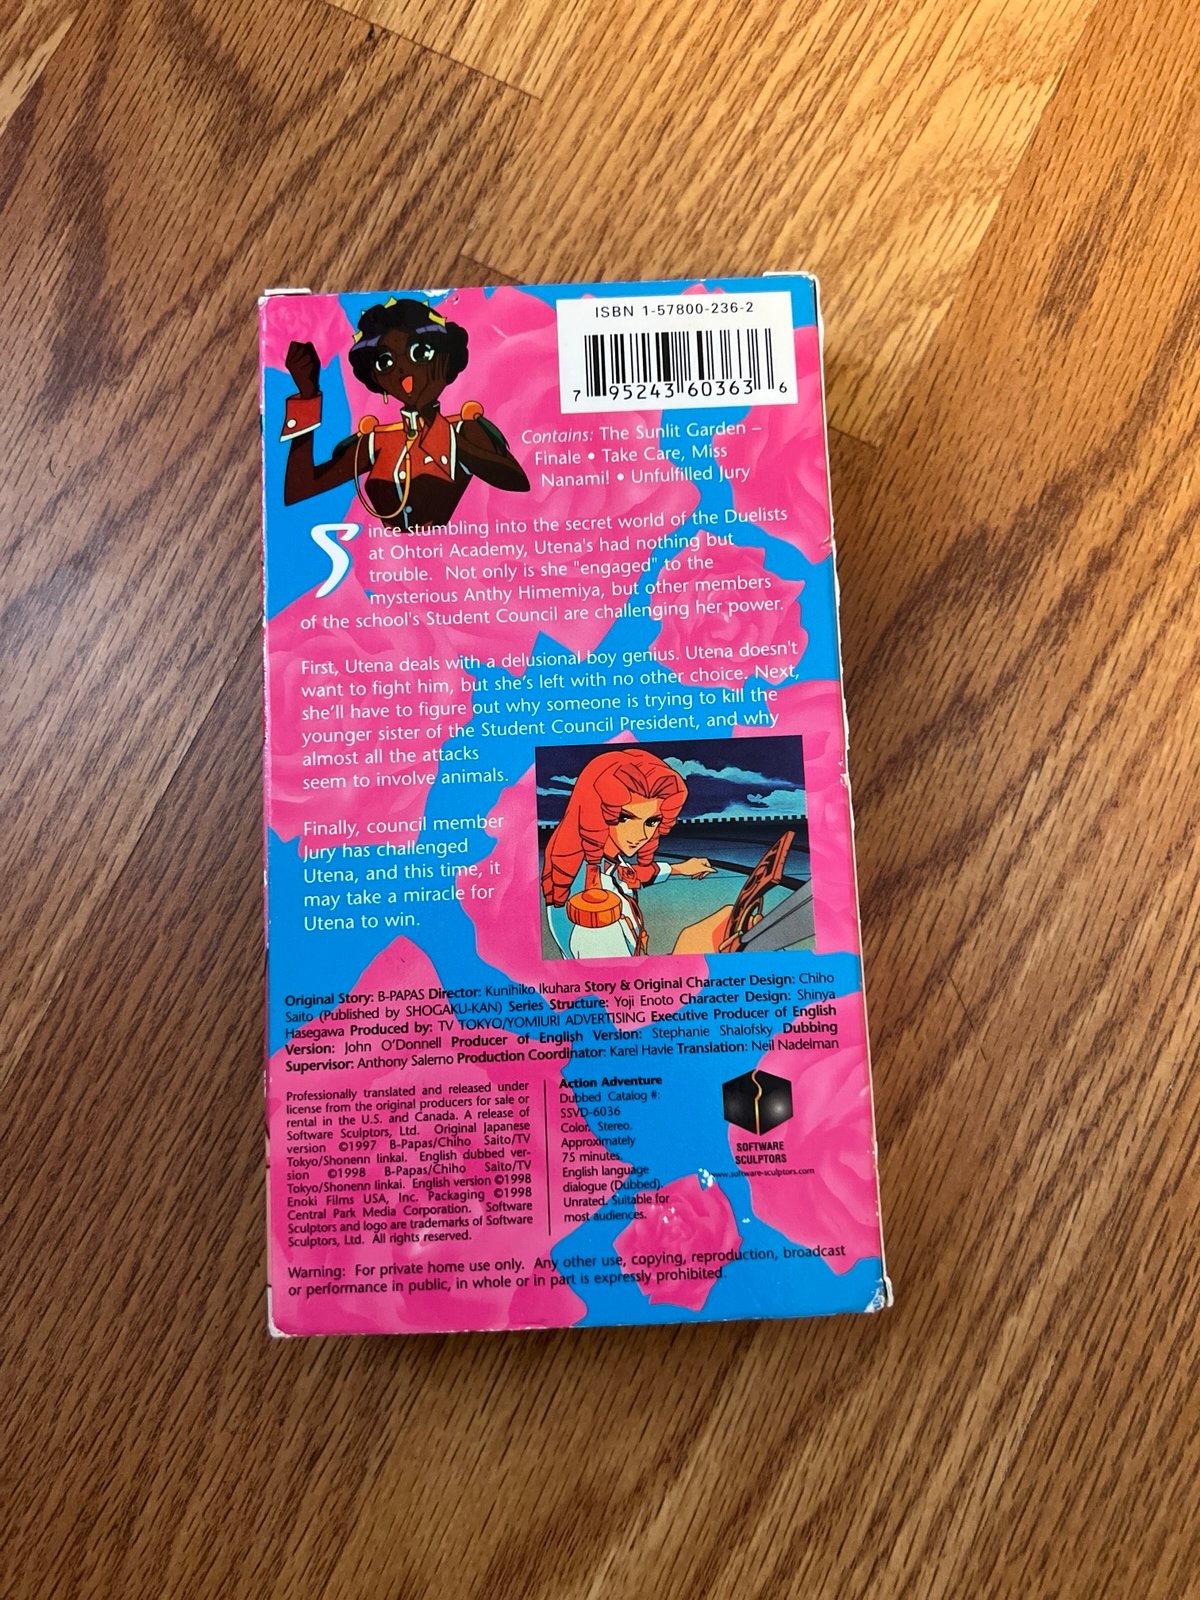 ISBN 1-57800-236-2
7 95243 60363 6
Contains: The Sunlit Garden –
Finale • Take Care, Miss
Nanami! • Unfulfilled Jury
Since stumbling into the secret world of the Duelists
at Ohtori Academy, Utena's had nothing but
trouble. Not only is she "engaged" to the
mysterious Anthy Himemiya, but other members
of the school's Student Council are challenging her power.
First, Utena deals with a delusional boy genius. Utena doesn't
want to fight him, but she's left with no other choice. Next,
she'll have to figure out why someone is trying to kill the
younger sister of the Student Council President, and why
almost all the attacks
seem to involve animals.
Finally, council member
Jury has challenged
Utena, and this time, it
may take a miracle for
Utena to win.
Original Story: B-PAPAS Director: Kunihiko Ikuhara Story & Original Character Design: Chiho
Saito (Published by SHOGAKU-KAN) Series Structure: Yoji Enoto Character Design: Shinya
Hasegawa Produced by: TV TOKYO/YOMIURI ADVERTISING Executive Producer of English
Version: John O'Donnell Producer of English Version: Stephanie Shalofsky Dubbing
Supervisor: Anthony Salerno Production Coordinator: Karel Havle Translation: Neil Nadelman
Professionally translated and released under
license from the original producers for sale or
rental in the U.S. and Canada. A release of
Software Sculptors, Ltd. Original Japanese
version ©1997 B-Papas/Chiho Saito/TV
Tokyo/Shonenn Iinkai. English dubbed ver-
sion ©1998 B-Papas/Chiho Saito/TV
Tokyo/Shonenn Iinkai. English version ©1998
Enoki Films USA, Inc. Packaging ©1998
Central Park Media Corporation. Software
Sculptors and logo are trademarks of Software
Sculptors, Ltd. All rights reserved.
Action Adventure
Dubbed Catalog #:
SSVD-6036
Color. Stereo.
Approximately
75 minutes.
English language
dialogue (Dubbed).
Unrated. Suitable for
most audiences.
SOFTWARE
SCULPTORS
www.software-sculptors.com
Warning: For private home use only. Any other use, copying, reproduction, broadcast
or performance in public, in whole or in part is expressly prohibited.